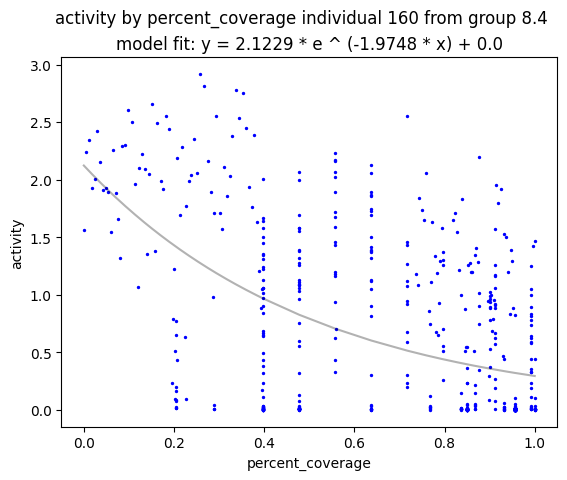 activity by percent_coverage individual 160 from group 8.4
model fit: y = 2.1229 * e ^ (-1.9748 * x) + 0.0
3.0
2.5
2.0
1.5
1.0
0.5
0.0
activity
0.0 0.2 0.4 0.6 0.8 1.0
percent_coverage